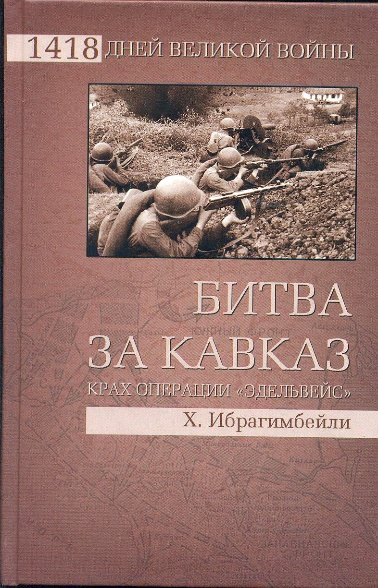 1418 ДНЕЙ ВЕЛИКОЙ ВОЙНЫ
БИТВА
ЗА КАВКАЗ
КРАХ ОПЕРАЦИИ «ЭДЕЛЬВЕЙС»
Х. Ибрагимбейли